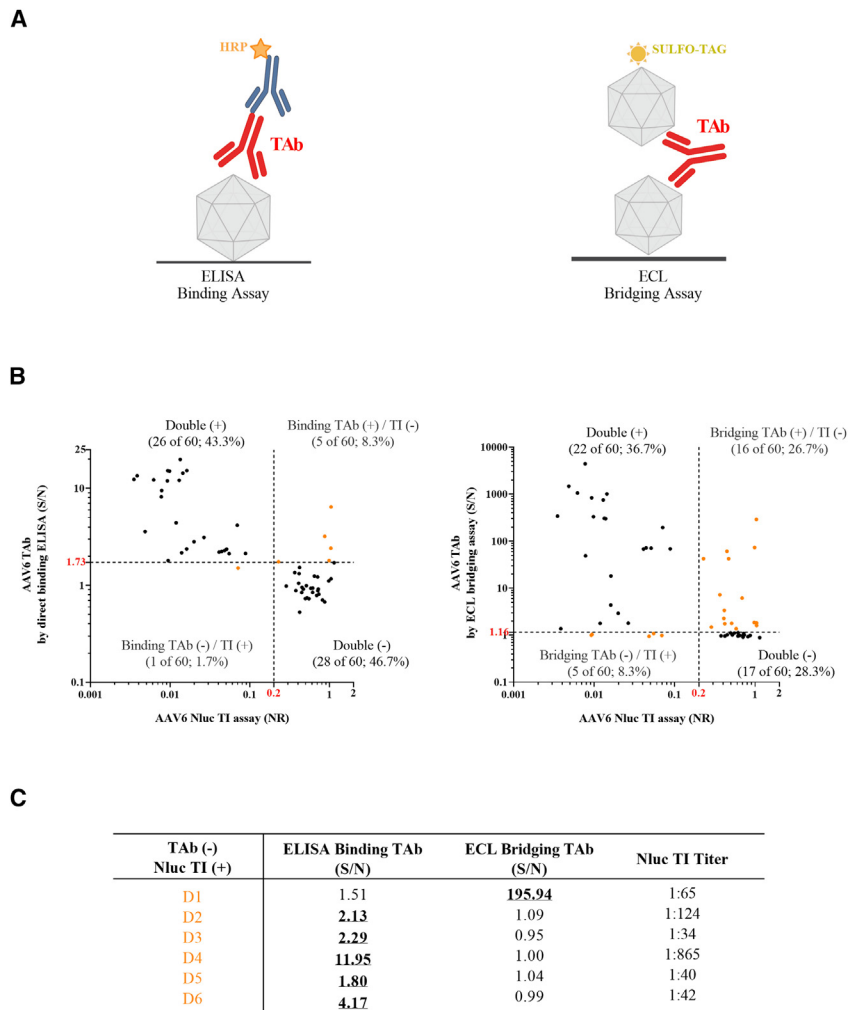 A
HRP
TAb
ELISA
Binding Assay
SULFO-TAG
TAb
ECL
Bridging Assay
B
Double (+)
(26 of 60; 43.3%)
Binding TAb (+) / TI (-)
(5 of 60; 8.3%)
AAV6 TAb
by direct binding ELISA (S/N)
25
10
1.73
1
0.1
Binding TAb (-) / TI (+)
(1 of 60; 1.7%)
Double (-)
(28 of 60; 46.7%)
0.001
0.01
0.1
0.2
1
2
AAV6 Nluc TI assay (NR)
Double (+)
(22 of 60; 36.7%)
Bridging TAb (+) / TI (-)
(16 of 60; 26.7%)
AAV6 TAb
by ECL bridging assay (S/N)
10000
1000
100
10
1.16
1
0.1
Bridging TAb (-) / TI (+)
(5 of 60; 8.3%)
Double (-)
(17 of 60; 28.3%)
0.001
0.01
0.1
0.2
1
2
AAV6 Nluc TI assay (NR)
C
TAb (-)
Nluc TI (+)
ELISA Binding TAb
(S/N)
ECL Bridging TAb
(S/N)
Nluc TI Titer
D1 1.51 195.94 1:65
D2 2.13 1.09 1:124
D3 2.29 0.95 1:34
D4 11.95 1.00 1:865
D5 1.80 1.04 1:40
D6 4.17 0.99 1:42